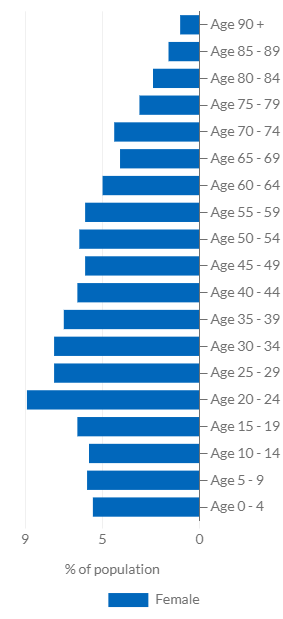 Age 90 +
Age 85 - 89
Age 80 - 84
Age 75 - 79
Age 70 - 74
Age 65 - 69
Age 60 - 64
Age 55 - 59
Age 50 - 54
Age 45 - 49
Age 40 - 44
Age 35 - 39
Age 30 - 34
Age 25 - 29
Age 20 - 24
Age 15 - 19
Age 10 - 14
Age 5 - 9
Age 0 - 4
9 5 0
% of population
Female